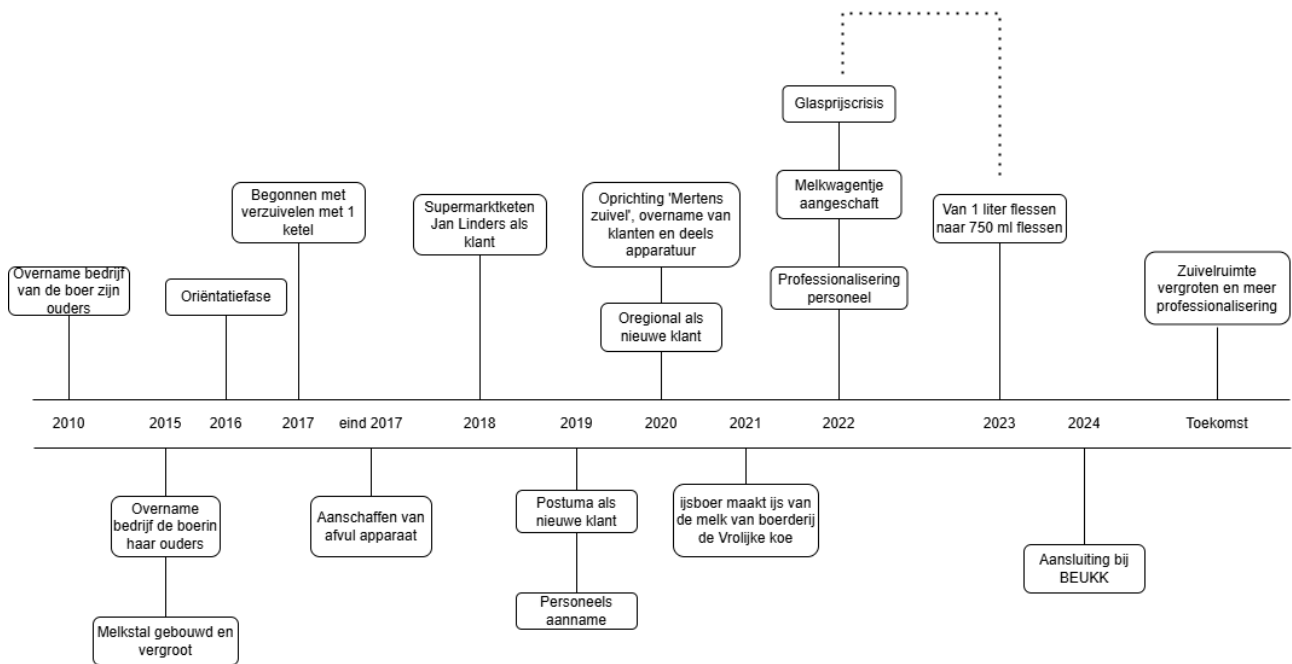 Glasprijscrisis
Begonnen met
verzuivelen met 1
ketel
Supermarktketen
Jan Linders als
klant
Oprichting 'Mertens
zuivel', overname van
klanten en deels
apparatuur
Melkwagentje
aangeschaft
Van 1 liter flessen
naar 750 ml flessen
Overname bedrijf
van de boer zijn
ouders
Oriëntatiefase
Oregional als
nieuwe klant
Professionalisering
personeel
Zuivelruimte
vergroten en meer
professionalisering
2010
2015
2016
2017
eind 2017
2018
2019
2020
2021
2022
2023
2024
Toekomst
Overname
bedrijf de boerin
haar ouders
Aanschaffen van
afvul apparaat
Postuma als
nieuwe klant
ijsboer maakt ijs van
de melk van boerderij
de Vrolijke koe
Aansluiting bij
BEUKK
Melkstal gebouwd en
vergroot
Personeels
aanname